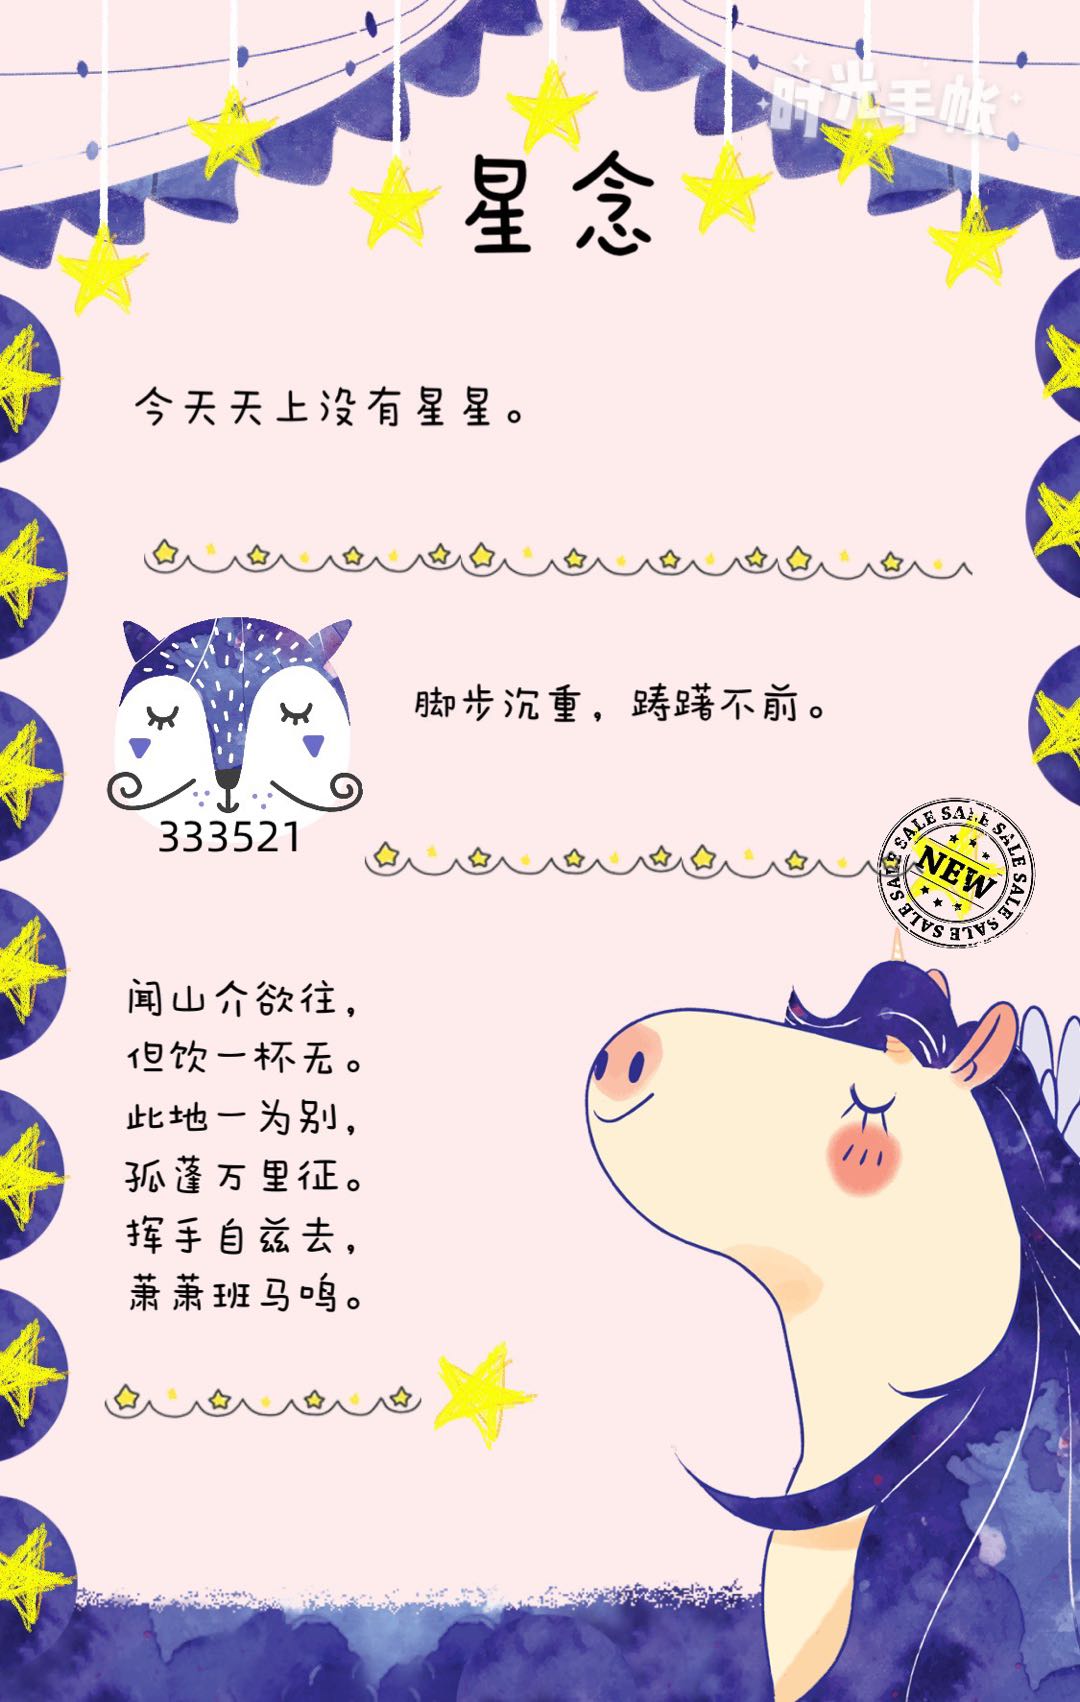 时光手帐
星念
今天天上没有星星。
脚步沉重，踌躇不前。
333521
SALE SALE SALE SALE SALE SALE SALE
NEW
闻山介欲往，
但饮一杯无。
此地一为别，
孤蓬万里征。
挥手自兹去，
萧萧班马鸣。